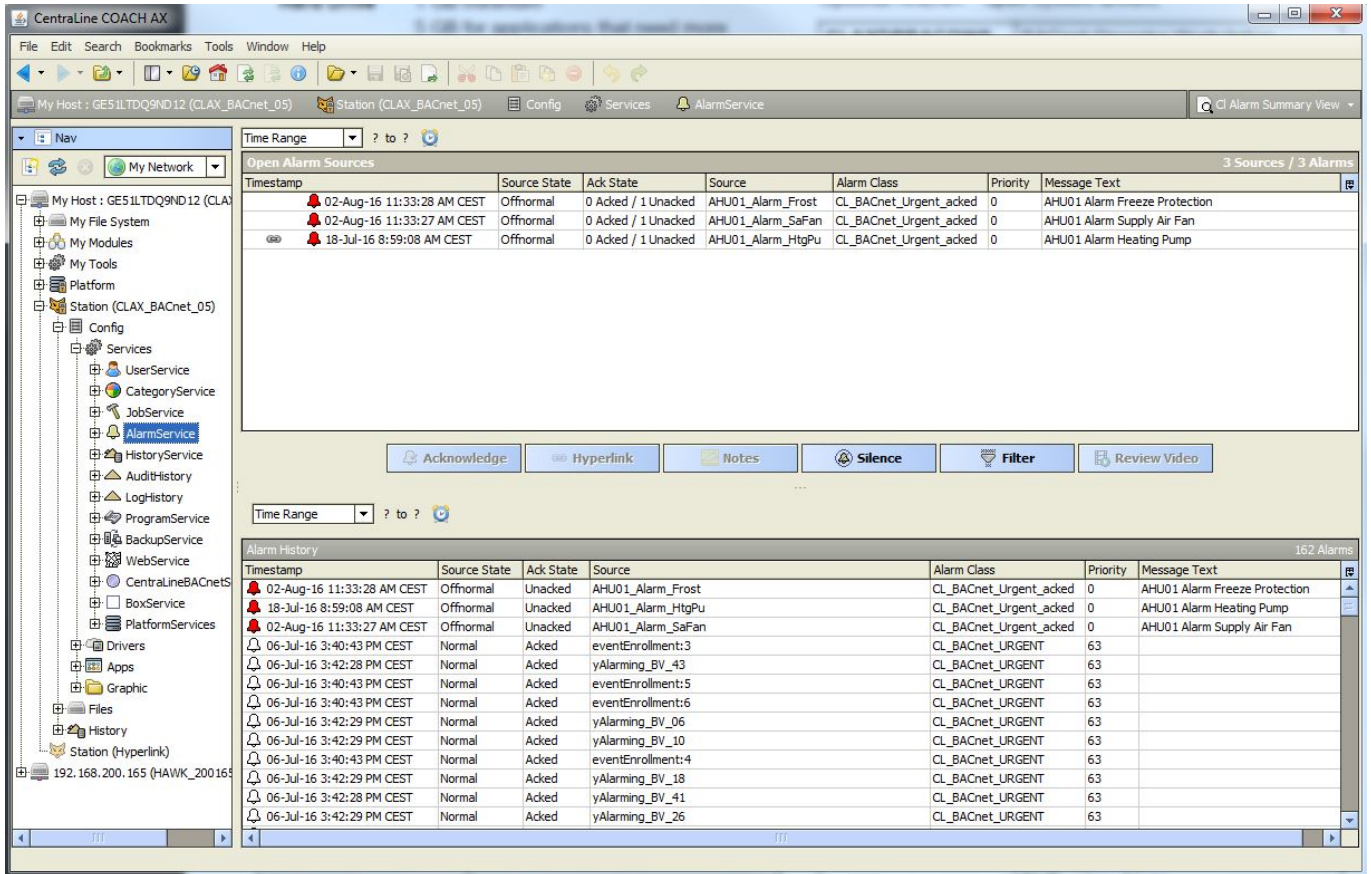 CentraLine COACH AX
File Edit Search Bookmarks Tools Window Help
My Host : GE51LTDQ9ND12 (CLAX_BACnet_05) Station (CLAX_BACnet_05) Config Services AlarmService Cl Alarm Summary View
Nav
My Network
My Host : GE51LTDQ9ND12 (CLA
My File System
My Modules
My Tools
Platform
Station (CLAX_BACnet_05)
Config
Services
UserService
CategoryService
JobService
AlarmService
HistoryService
AuditHistory
LogHistory
ProgramService
BackupService
WebService
CentraLineBACnetS
BoxService
PlatformServices
Drivers
Apps
Graphic
Files
History
Station (Hyperlink)
192.168.200.165 (HAWK_200165
Time Range ? to ?
Open Alarm Sources 3 Sources / 3 Alarms
Timestamp Source State Ack State Source Alarm Class Priority Message Text
02-Aug-16 11:33:28 AM CEST Offnormal 0 Acked / 1 Unacked AHU01_Alarm_Frost CL_BACnet_Urgent_acked 0 AHU01 Alarm Freeze Protection
02-Aug-16 11:33:27 AM CEST Offnormal 0 Acked / 1 Unacked AHU01_Alarm_SaFan CL_BACnet_Urgent_acked 0 AHU01 Alarm Supply Air Fan
18-Jul-16 8:59:08 AM CEST Offnormal 0 Acked / 1 Unacked AHU01_Alarm_HtgPu CL_BACnet_Urgent_acked 0 AHU01 Alarm Heating Pump
Acknowledge Hyperlink Notes Silence Filter Review Video
Time Range ? to ?
Alarm History 162 Alarms
Timestamp Source State Ack State Source Alarm Class Priority Message Text
02-Aug-16 11:33:28 AM CEST Offnormal Unacked AHU01_Alarm_Frost CL_BACnet_Urgent_acked 0 AHU01 Alarm Freeze Protection
18-Jul-16 8:59:08 AM CEST Offnormal Unacked AHU01_Alarm_HtgPu CL_BACnet_Urgent_acked 0 AHU01 Alarm Heating Pump
02-Aug-16 11:33:27 AM CEST Offnormal Unacked AHU01_Alarm_SaFan CL_BACnet_Urgent_acked 0 AHU01 Alarm Supply Air Fan
06-Jul-16 3:40:43 PM CEST Normal Acked eventEnrollment:3 CL_BACnet_URGENT 63
06-Jul-16 3:42:28 PM CEST Normal Acked yAlarming_BV_43 CL_BACnet_URGENT 63
06-Jul-16 3:40:43 PM CEST Normal Acked eventEnrollment:5 CL_BACnet_URGENT 63
06-Jul-16 3:40:43 PM CEST Normal Acked eventEnrollment:6 CL_BACnet_URGENT 63
06-Jul-16 3:42:29 PM CEST Normal Acked yAlarming_BV_06 CL_BACnet_URGENT 63
06-Jul-16 3:42:29 PM CEST Normal Acked yAlarming_BV_10 CL_BACnet_URGENT 63
06-Jul-16 3:40:43 PM CEST Normal Acked eventEnrollment:4 CL_BACnet_URGENT 63
06-Jul-16 3:42:29 PM CEST Normal Acked yAlarming_BV_18 CL_BACnet_URGENT 63
06-Jul-16 3:42:28 PM CEST Normal Acked yAlarming_BV_41 CL_BACnet_URGENT 63
06-Jul-16 3:42:29 PM CEST Normal Acked yAlarming_BV_26 CL_BACnet_URGENT 63